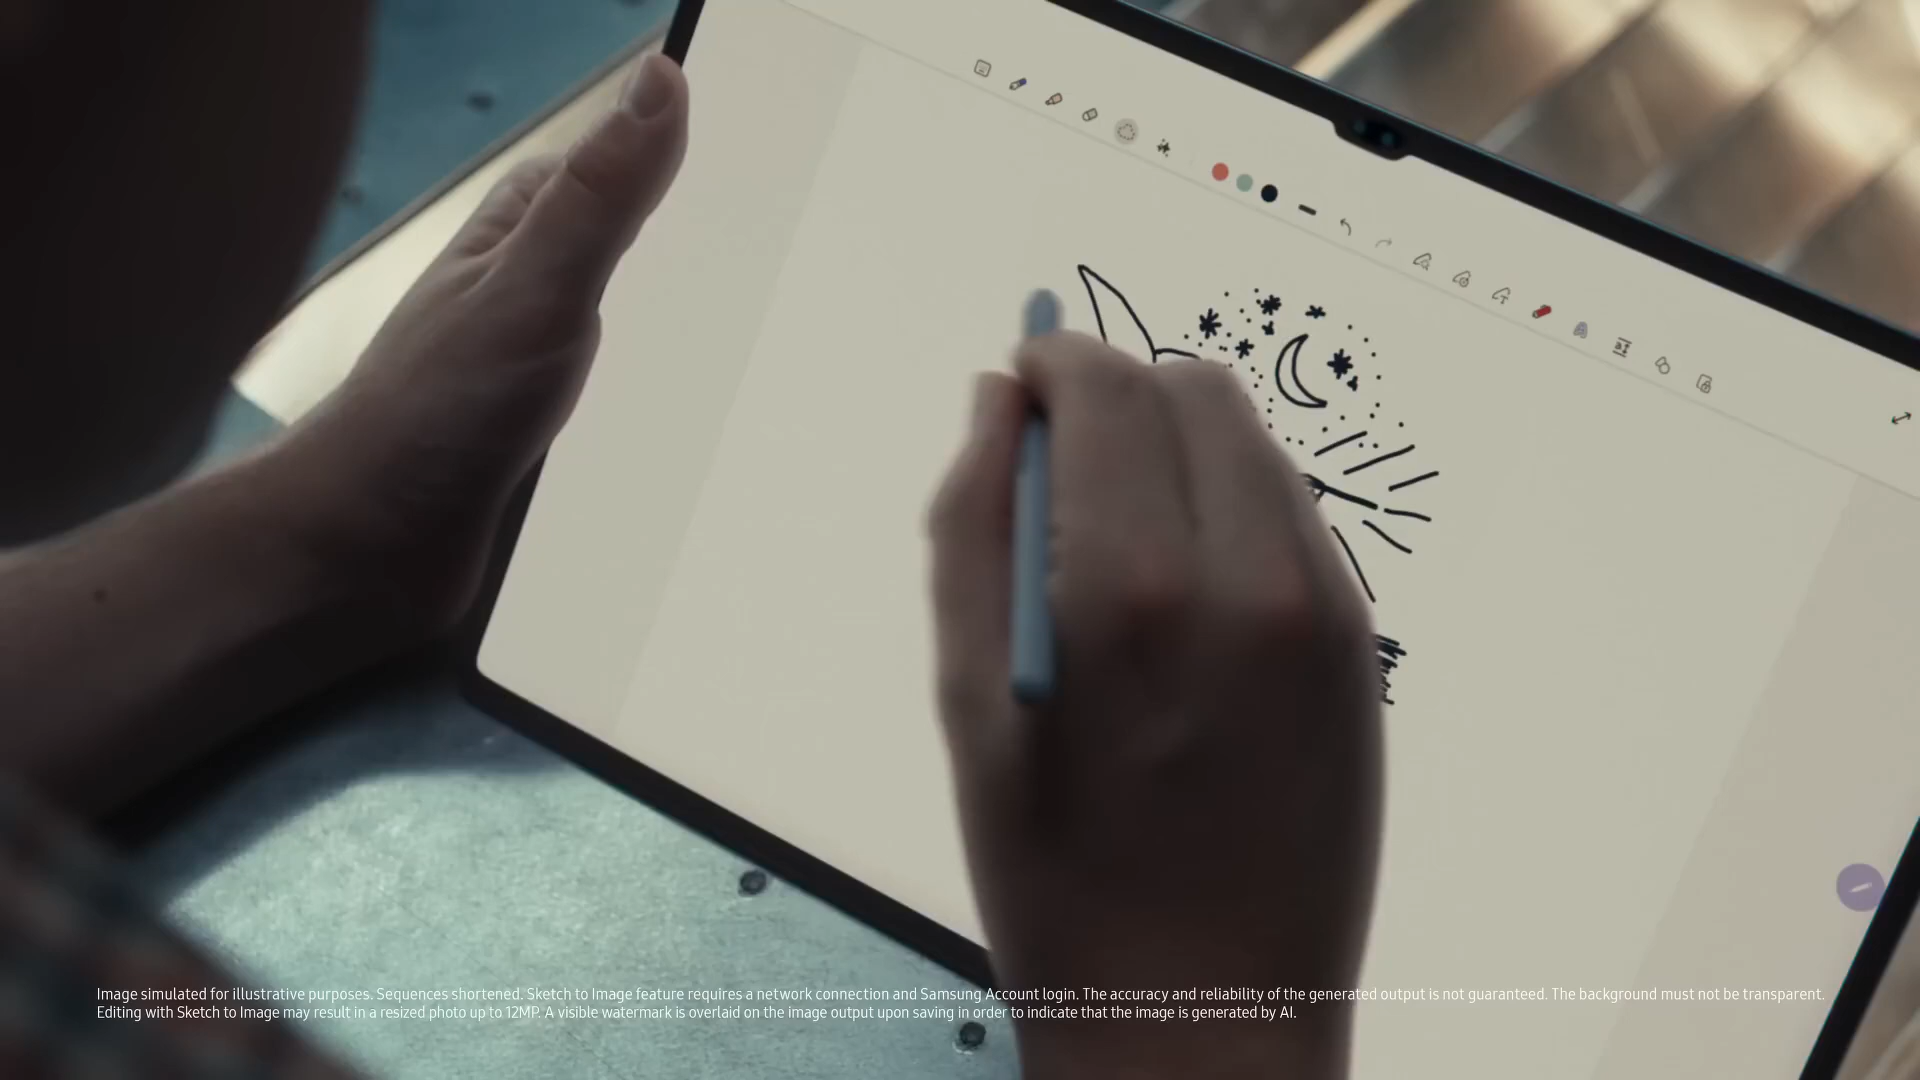 Image simulated for illustrative purposes. Sequences shortened. Sketch to Image feature requires a network connection and Samsung Account login. The accuracy and reliability of the generated output is not guaranteed. The background must not be transparent.
Editing with Sketch to Image may result in a resized photo up to 12MP. A visible watermark is overlaid on the image output upon saving in order to indicate that the image is generated by AI.